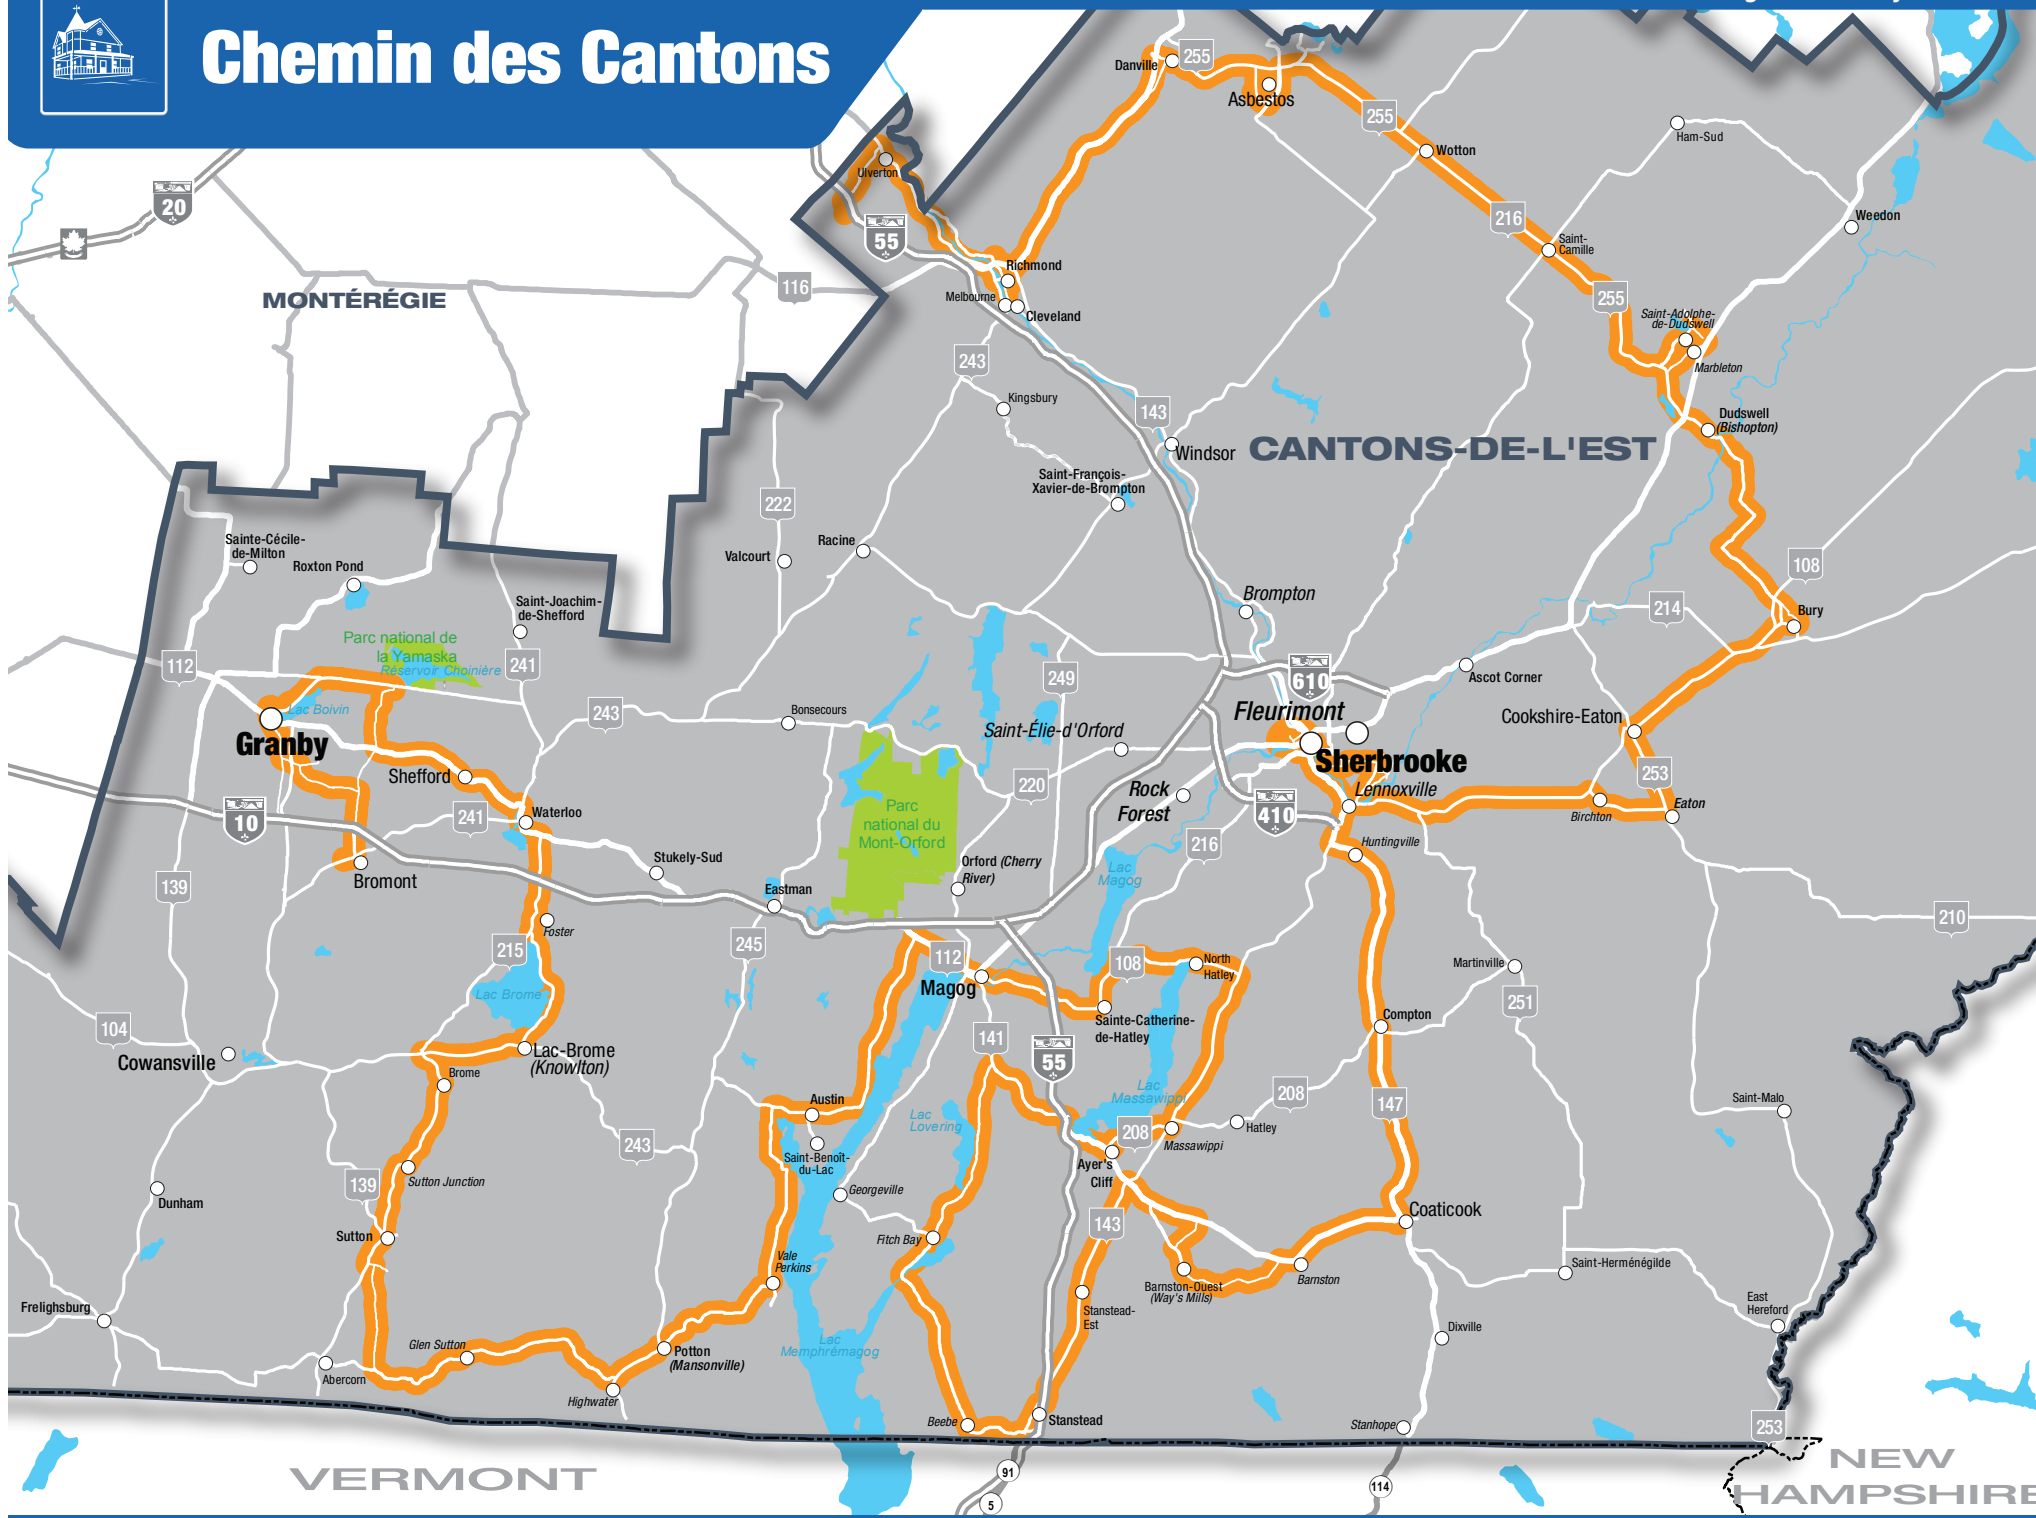 Chemin des Cantons
Danville
255
Asbestos
255
Wotton
Ham-Sud
Ulverton
20
55
216
Weedon
Saint-
Camille
MONTÉRÉGIE
116
Richmond
Melbourne
Cleveland
255
Saint-Adolphe-
de-Dudswell
Marbleton
243
Kingsbury
143
Dudswell
(Bishopton)
Windsor
CANTONS-DE-L'EST
Saint-François-
Xavier-de-Brompton
222
Racine
Valcourt
Sainte-Cécile-
de-Milton
Roxton Pond
Saint-Joachim-
de-Shefford
108
Brompton
214
Bury
Parc national de
la Yamaska
Réservoir Choinière
112
241
249
610
Ascot Corner
Lac Boivin
243
Bonsecours
Fleurimont
Cookshire-Eaton
Saint-Élie-d'Orford
Granby
Shefford
Sherbrooke
253
220
Rock
Forest
Lennoxville
Eaton
Birchton
10
241
Waterloo
Parc
national du
Mont-Orford
410
Huntingville
216
Stukely-Sud
Orford (Cherry
River)
Lac
Magog
Bromont
139
Eastman
210
Foster
215
245
112
108
North
Hatley
Martinville
Magog
Lac Brome
251
Sainte-Catherine-
de-Hatley
Compton
104
141
55
Cowansville
Lac-Brome
(Knowlton)
Brome
Lac
Massawippi
208
147
Saint-Malo
Austin
Lac
Lovering
208
Hatley
243
Massawippi
Saint-Benoît-
du-Lac
Ayer's
Cliff
Sutton Junction
139
Georgeville
Dunham
143
Coaticook
Sutton
Fitch Bay
Vale
Perkins
Barnston-Ouest
(Way's Mills)
Barnston
Saint-Herménégilde
Stanstead-
Est
East
Hereford
Frelighsburg
Dixville
Glen Sutton
Potton
(Mansonville)
Lac
Memphrémagog
Abercorn
Highwater
Beebe
Stanstead
Stanhope
253
VERMONT
91
5
114
NEW
HAMPSHIRE